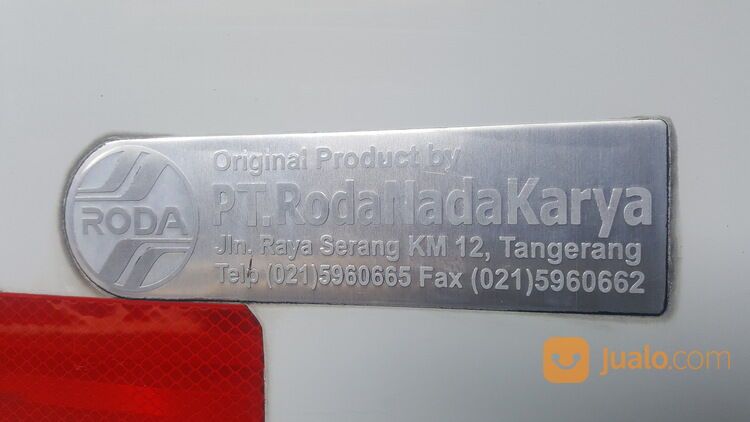 Original Product by
RODA
PT.RodaNadaKarya
Jln. Raya Serang KM 12, Tangerang
Telp (021)5960665 Fax (021)5960662
jualo.com